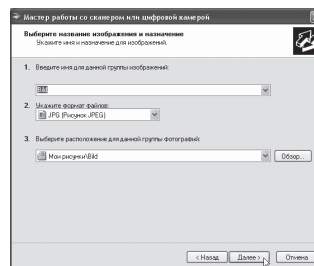 Мастер работы со сканером или цифровой камерой
Выберите название изображения и назначение
Укажите имя и назначение для изображений.
1. Введите имя для данной группы изображений:
Bild
2. Укажите формат файлов:
JPG (Рисунок JPEG)
3. Выберите расположение для данной группы фотографий:
Мои рисунки\Bild
Обзор...
< Назад
Далее >
Отмена